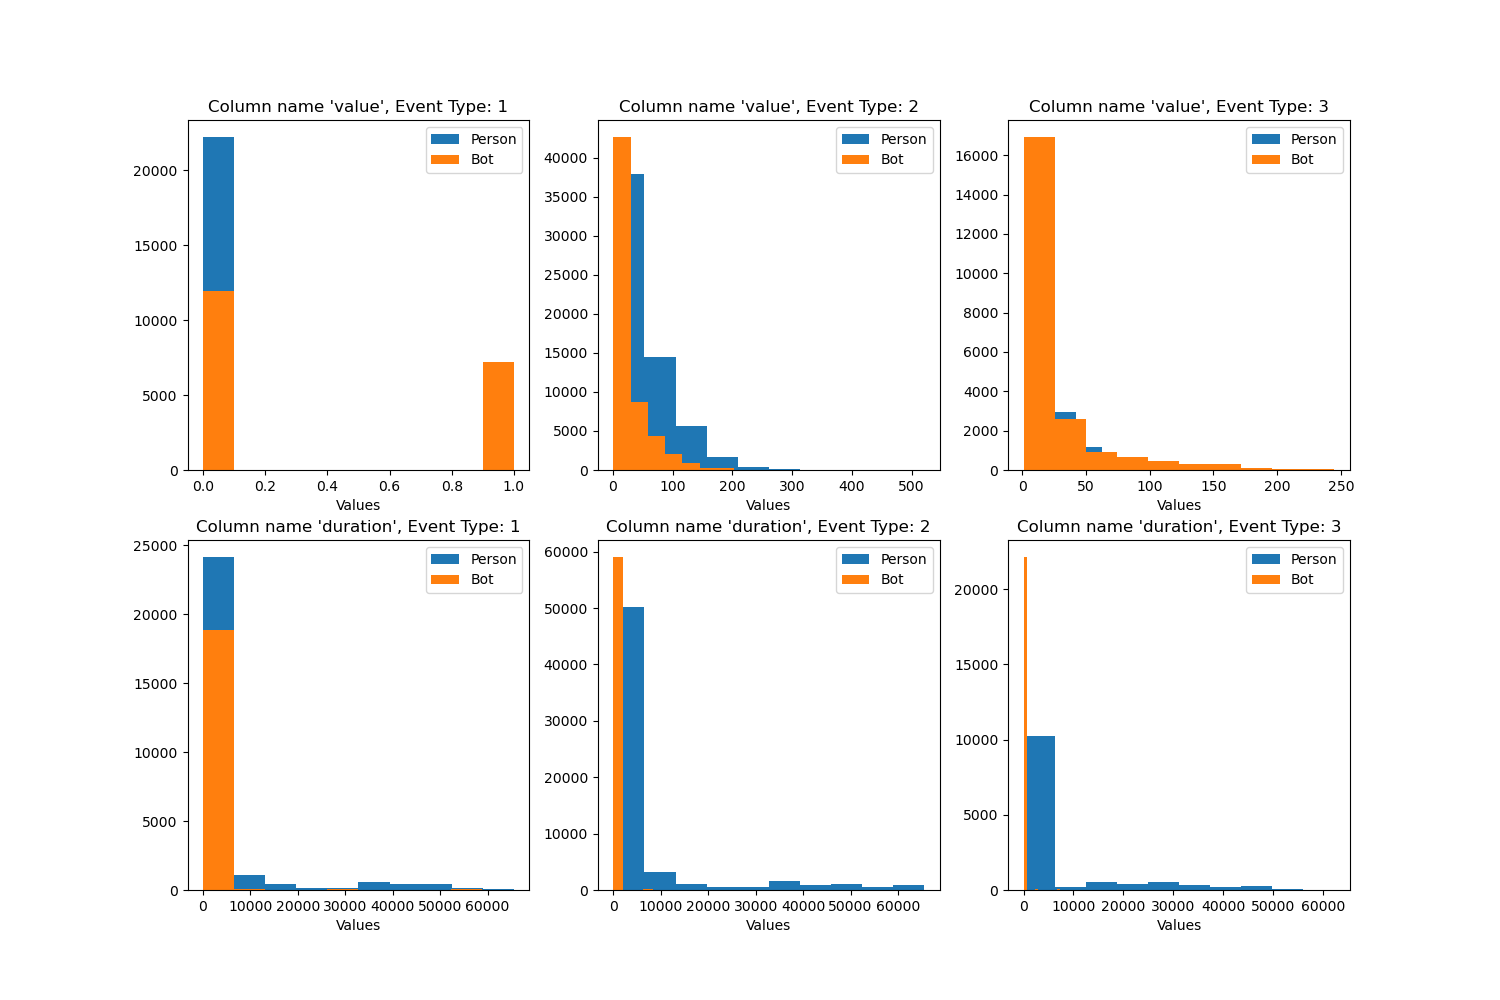 Column name 'value', Event Type: 1
Person
Bot
20000
15000
10000
5000
0
0.0 0.2 0.4 0.6 0.8 1.0
Values
Column name 'value', Event Type: 2
Person
Bot
40000
35000
30000
25000
20000
15000
10000
5000
0
0 100 200 300 400 500
Values
Column name 'value', Event Type: 3
Person
Bot
16000
14000
12000
10000
8000
6000
4000
2000
0
0 50 100 150 200 250
Values
Column name 'duration', Event Type: 1
Person
Bot
25000
20000
15000
10000
5000
0
0 10000 20000 30000 40000 50000 60000
Values
Column name 'duration', Event Type: 2
Person
Bot
60000
50000
40000
30000
20000
10000
0
0 10000 20000 30000 40000 50000 60000
Values
Column name 'duration', Event Type: 3
Person
Bot
20000
15000
10000
5000
0
0 10000 20000 30000 40000 50000 60000
Values